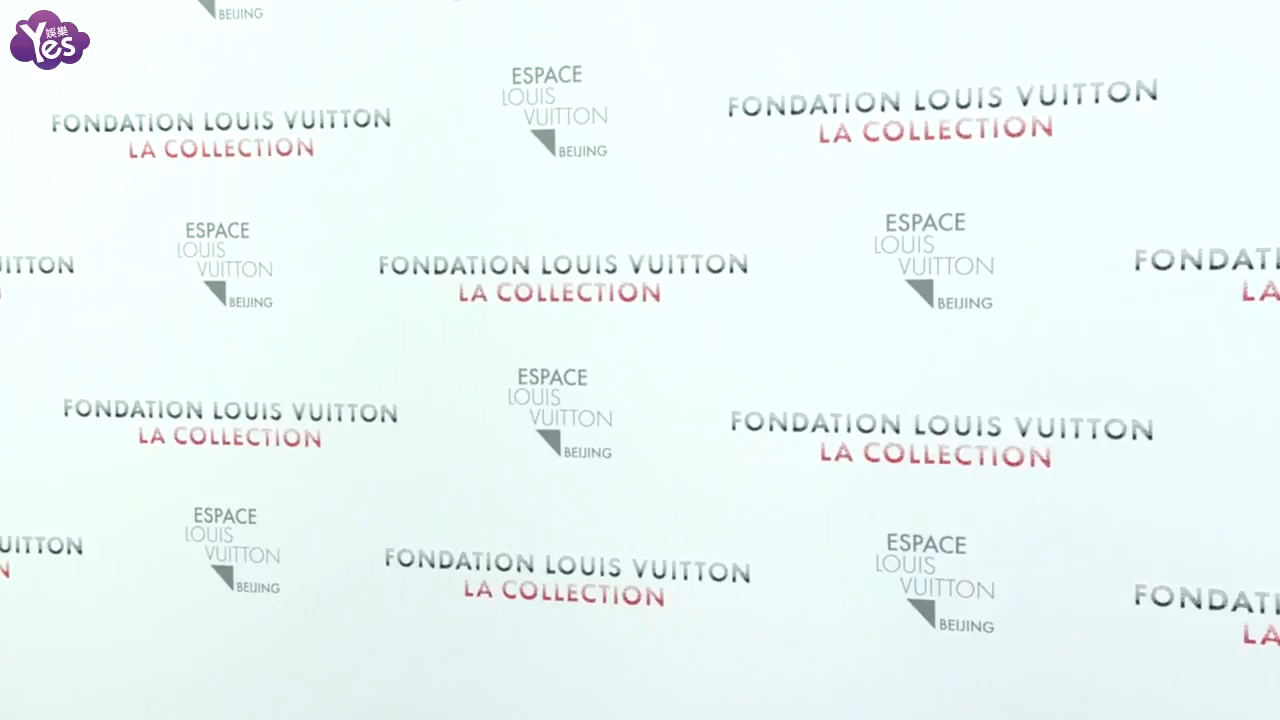 Yes 娛樂
BEIJING
FONDATION LOUIS VUITTON
LA COLLECTION
ESPACE
LOUIS
VUITTON
BEIJING
FONDATION LOUIS VUITTON
LA COLLECTION
UITTON
ESPACE
LOUIS
VUITTON
BEIJING
FONDATION LOUIS VUITTON
LA COLLECTION
ESPACE
LOUIS
VUITTON
BEIJING
FONDATI
LA
FONDATION LOUIS VUITTON
LA COLLECTION
ESPACE
LOUIS
VUITTON
BEIJING
FONDATION LOUIS VUITTON
LA COLLECTION
UITTON
N
ESPACE
LOUIS
VUITTON
BEIJING
FONDATION LOUIS VUITTON
LA COLLECTION
ESPACE
LOUIS
VUITTON
BEIJING
FONDATI
LA